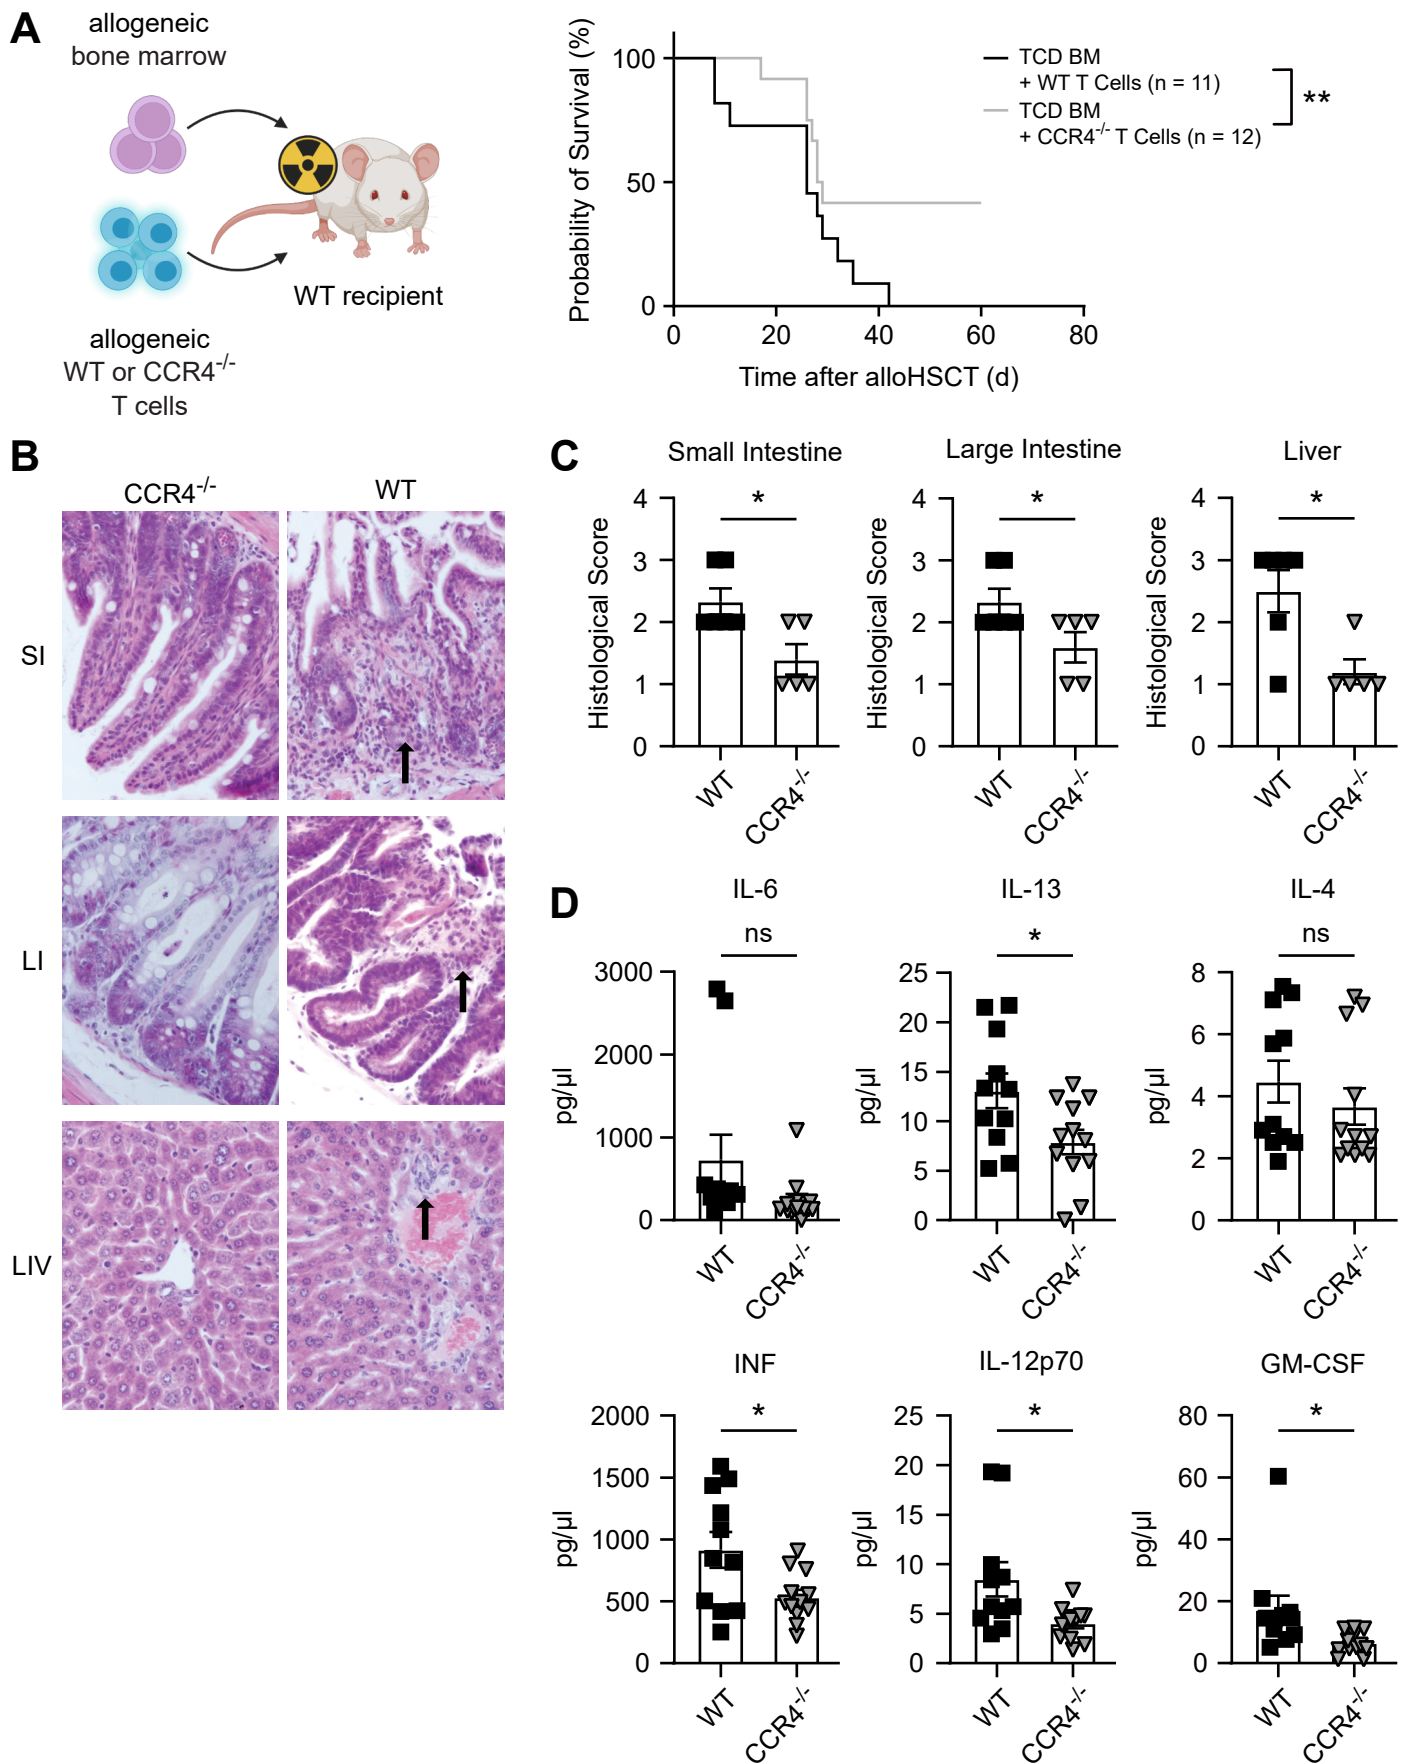 A
allogeneic
bone marrow
WT recipient
allogeneic
WT or CCR4-/-
T cells
Probability of Survival (%)
100
50
0
0
20
40
60
80
Time after alloHSCT (d)
TCD BM
+ WT T Cells (n = 11)
TCD BM
+ CCR4-/- T Cells (n = 12)
**
B
CCR4-/-
WT
SI
LI
LIV
C
Small Intestine
*
Histological Score
4
3
2
1
0
WT
CCR4-/-
Large Intestine
*
Histological Score
4
3
2
1
0
WT
CCR4-/-
Liver
*
Histological Score
4
3
2
1
0
WT
CCR4-/-
D
IL-6
ns
pg/µl
3000
2000
1000
0
WT
CCR4-/-
IL-13
*
pg/µl
25
20
15
10
5
0
WT
CCR4-/-
IL-4
ns
pg/µl
8
6
4
2
0
WT
CCR4-/-
INF
*
pg/µl
2000
1500
1000
500
0
WT
CCR4-/-
IL-12p70
*
pg/µl
25
20
15
10
5
0
WT
CCR4-/-
GM-CSF
*
pg/µl
80
60
40
20
0
WT
CCR4-/-